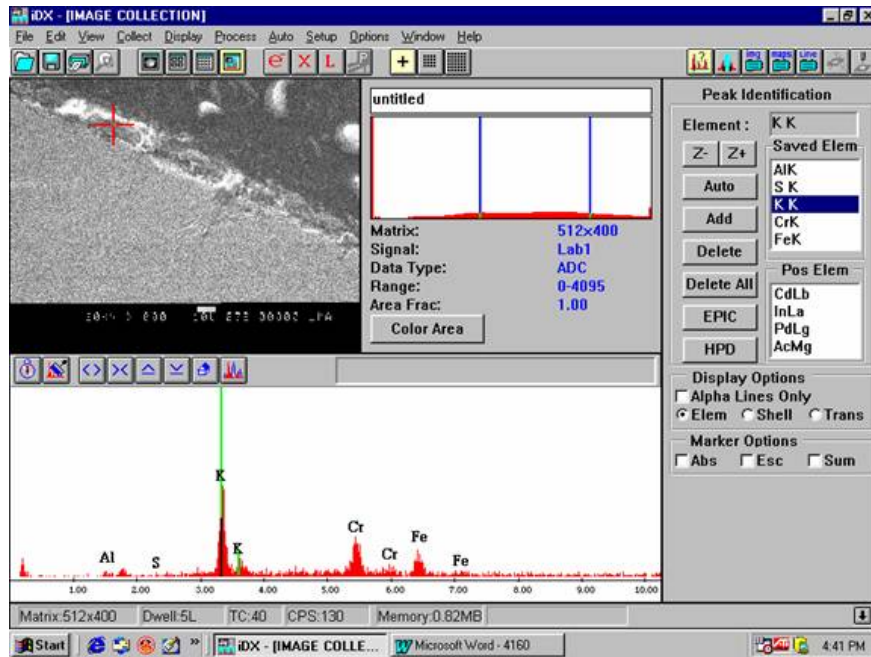 iDX - [IMAGE COLLECTION]
File Edit View Collect Display Process Auto Setup Options Window Help
e⁻ X L
img maps Line
untitled
Matrix: 512×400
Signal: Lab1
Data Type: ADC
Range: 0-4095
Area Frac: 1.00
Color Area
Peak Identification
Element : K K
Z- Z+
Auto
Add
Delete
Delete All
EPIC
HPD
Saved Elem
AlK
S K
K K
CrK
FeK
Pos Elem
CdLb
InLa
PdLg
AcMg
Display Options
Alpha Lines Only
Elem Shell Trans
Marker Options
Abs Esc Sum
K
Cr
Fe
Al S K Cr Fe
1.00 2.00 3.00 4.00 5.00 6.00 7.00 8.00 9.00 10.00
Matrix:512x400 Dwell:5L TC:40 CPS:130 Memory:0.82MB
Start iDX - [IMAGE COLLE... Microsoft Word - 4160 4:41 PM